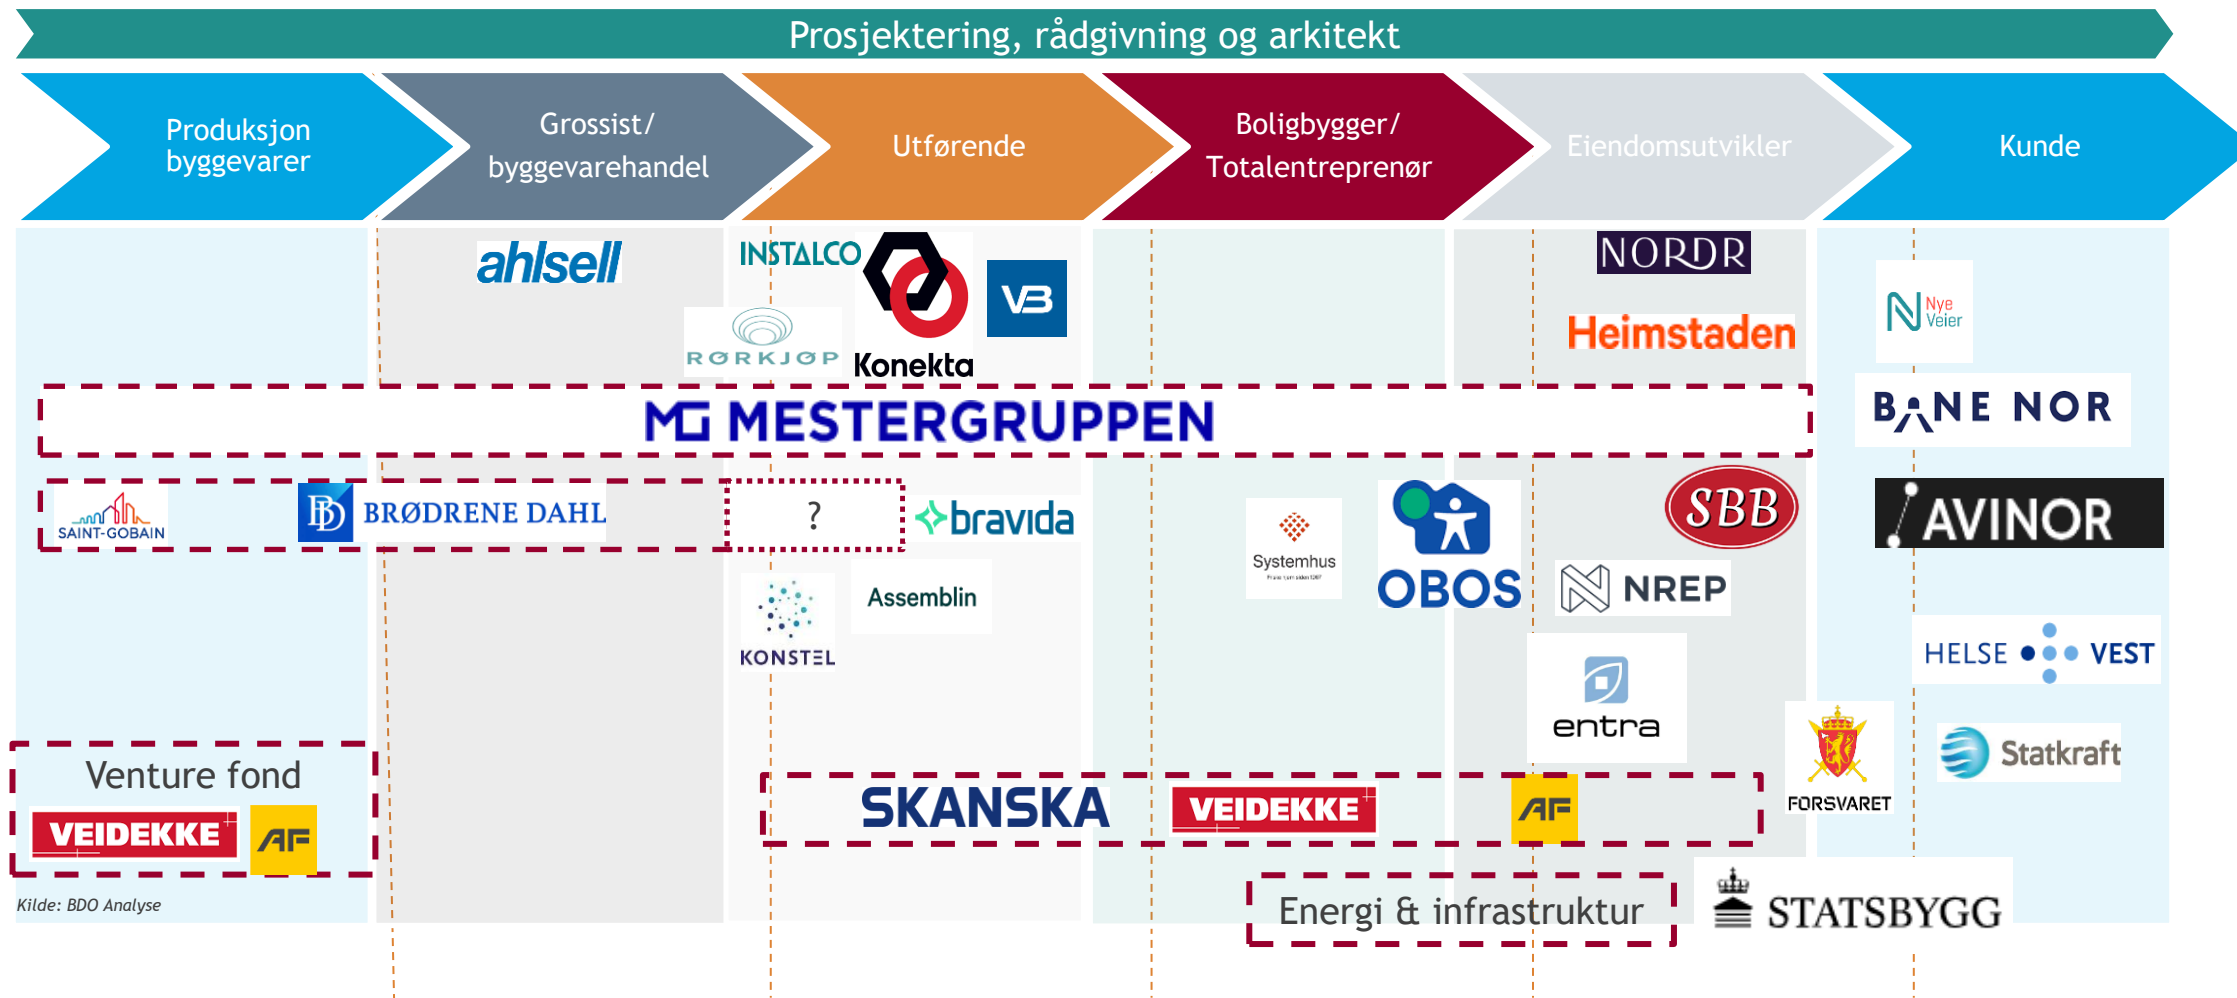 Prosjektering, rådgivning og arkitekt
Produksjon
byggevarer
Grossist/
byggevarehandel
Utførende
Boligbygger/
Totalentreprenør
Eiendomsutvikler
Kunde
ahlsell
INSTALCO
Konekta
VB
RØRKJØP
NORDR
Heimstaden
Nye
Veier
MG MESTERGRUPPEN
BANE NOR
SAINT-GOBAIN
BD BRØDRENE DAHL
?
bravida
Systemhus
OBOS
SBB
AVINOR
KONSTEL
Assemblin
NREP
entra
HELSE VEST
FORSVARET
Statkraft
Venture fond
VEIDEKKE
AF
SKANSKA
VEIDEKKE
AF
Kilde: BDO Analyse
Energi & infrastruktur
STATSBYGG